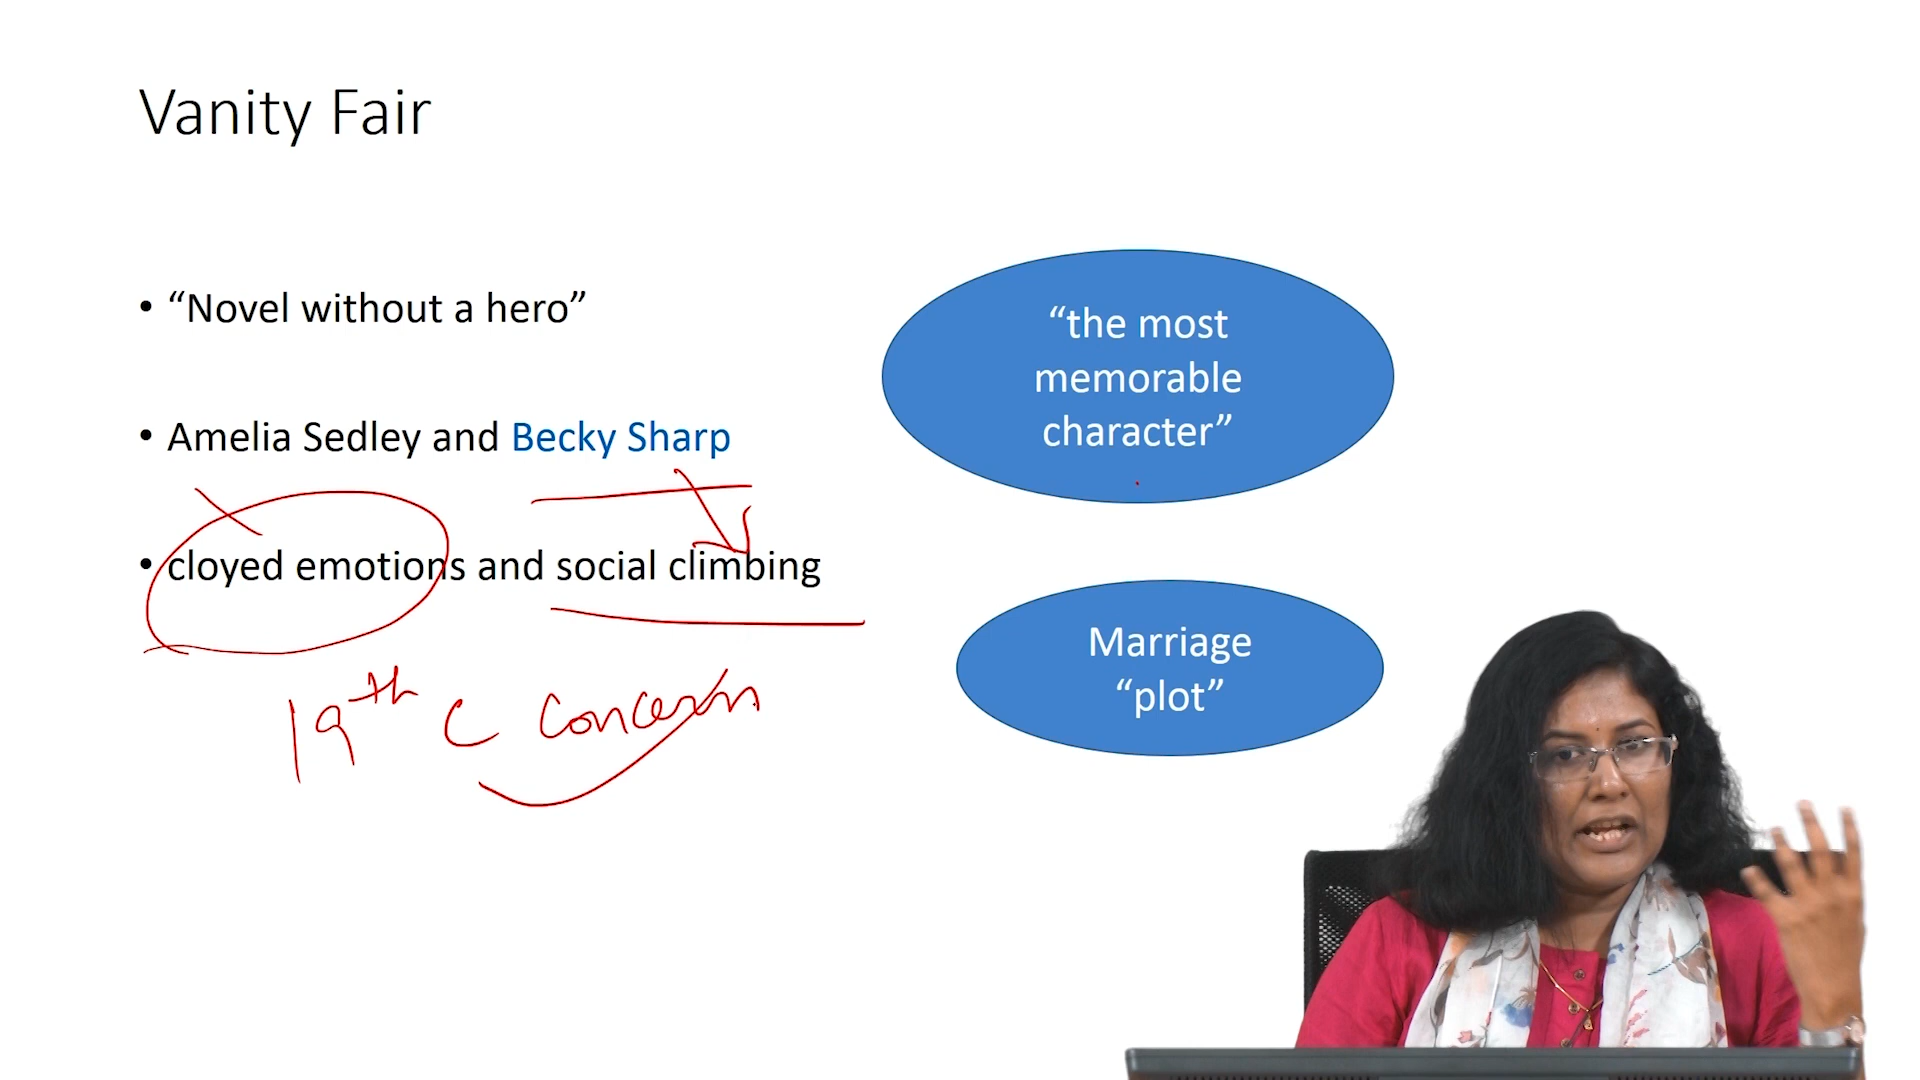 Vanity Fair
• “Novel without a hero”
• Amelia Sedley and Becky Sharp
• cloyed emotions and social climbing
19th C concern
“the most
memorable
character”
Marriage
“plot”